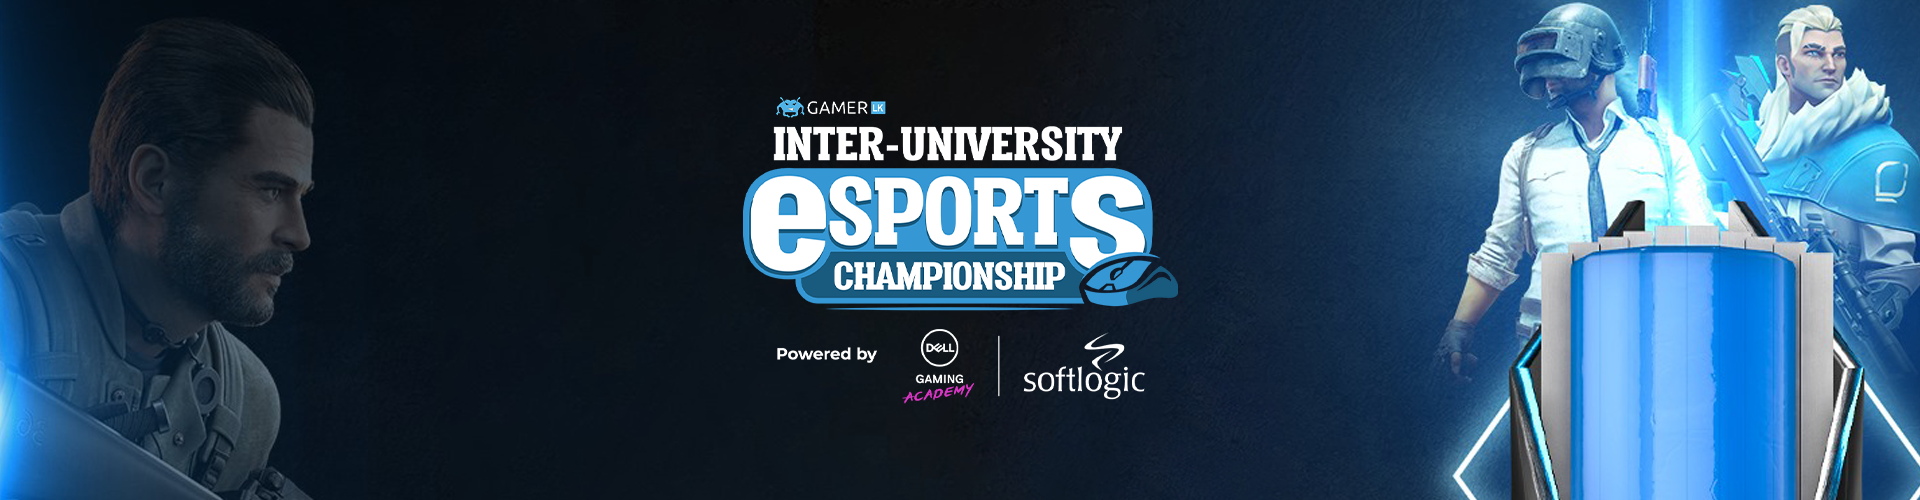 GAMER LK
INTER-UNIVERSITY
eSPORTS
CHAMPIONSHIP
Powered by
DELL
GAMING
ACADEMY
softlogic